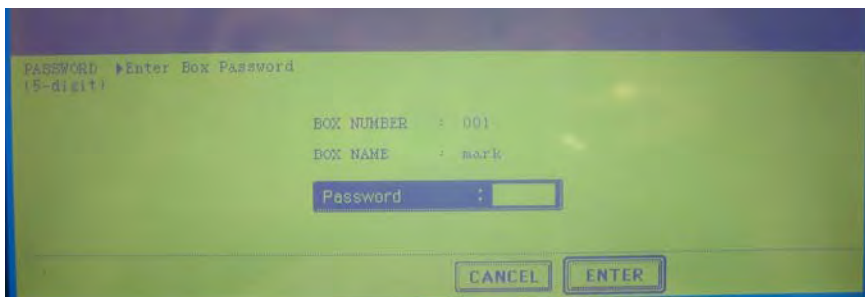 PASSWORD ▶Enter Box Password
(5-digit)
BOX NUMBER : 001
BOX NAME : mark
Password :
CANCEL ENTER